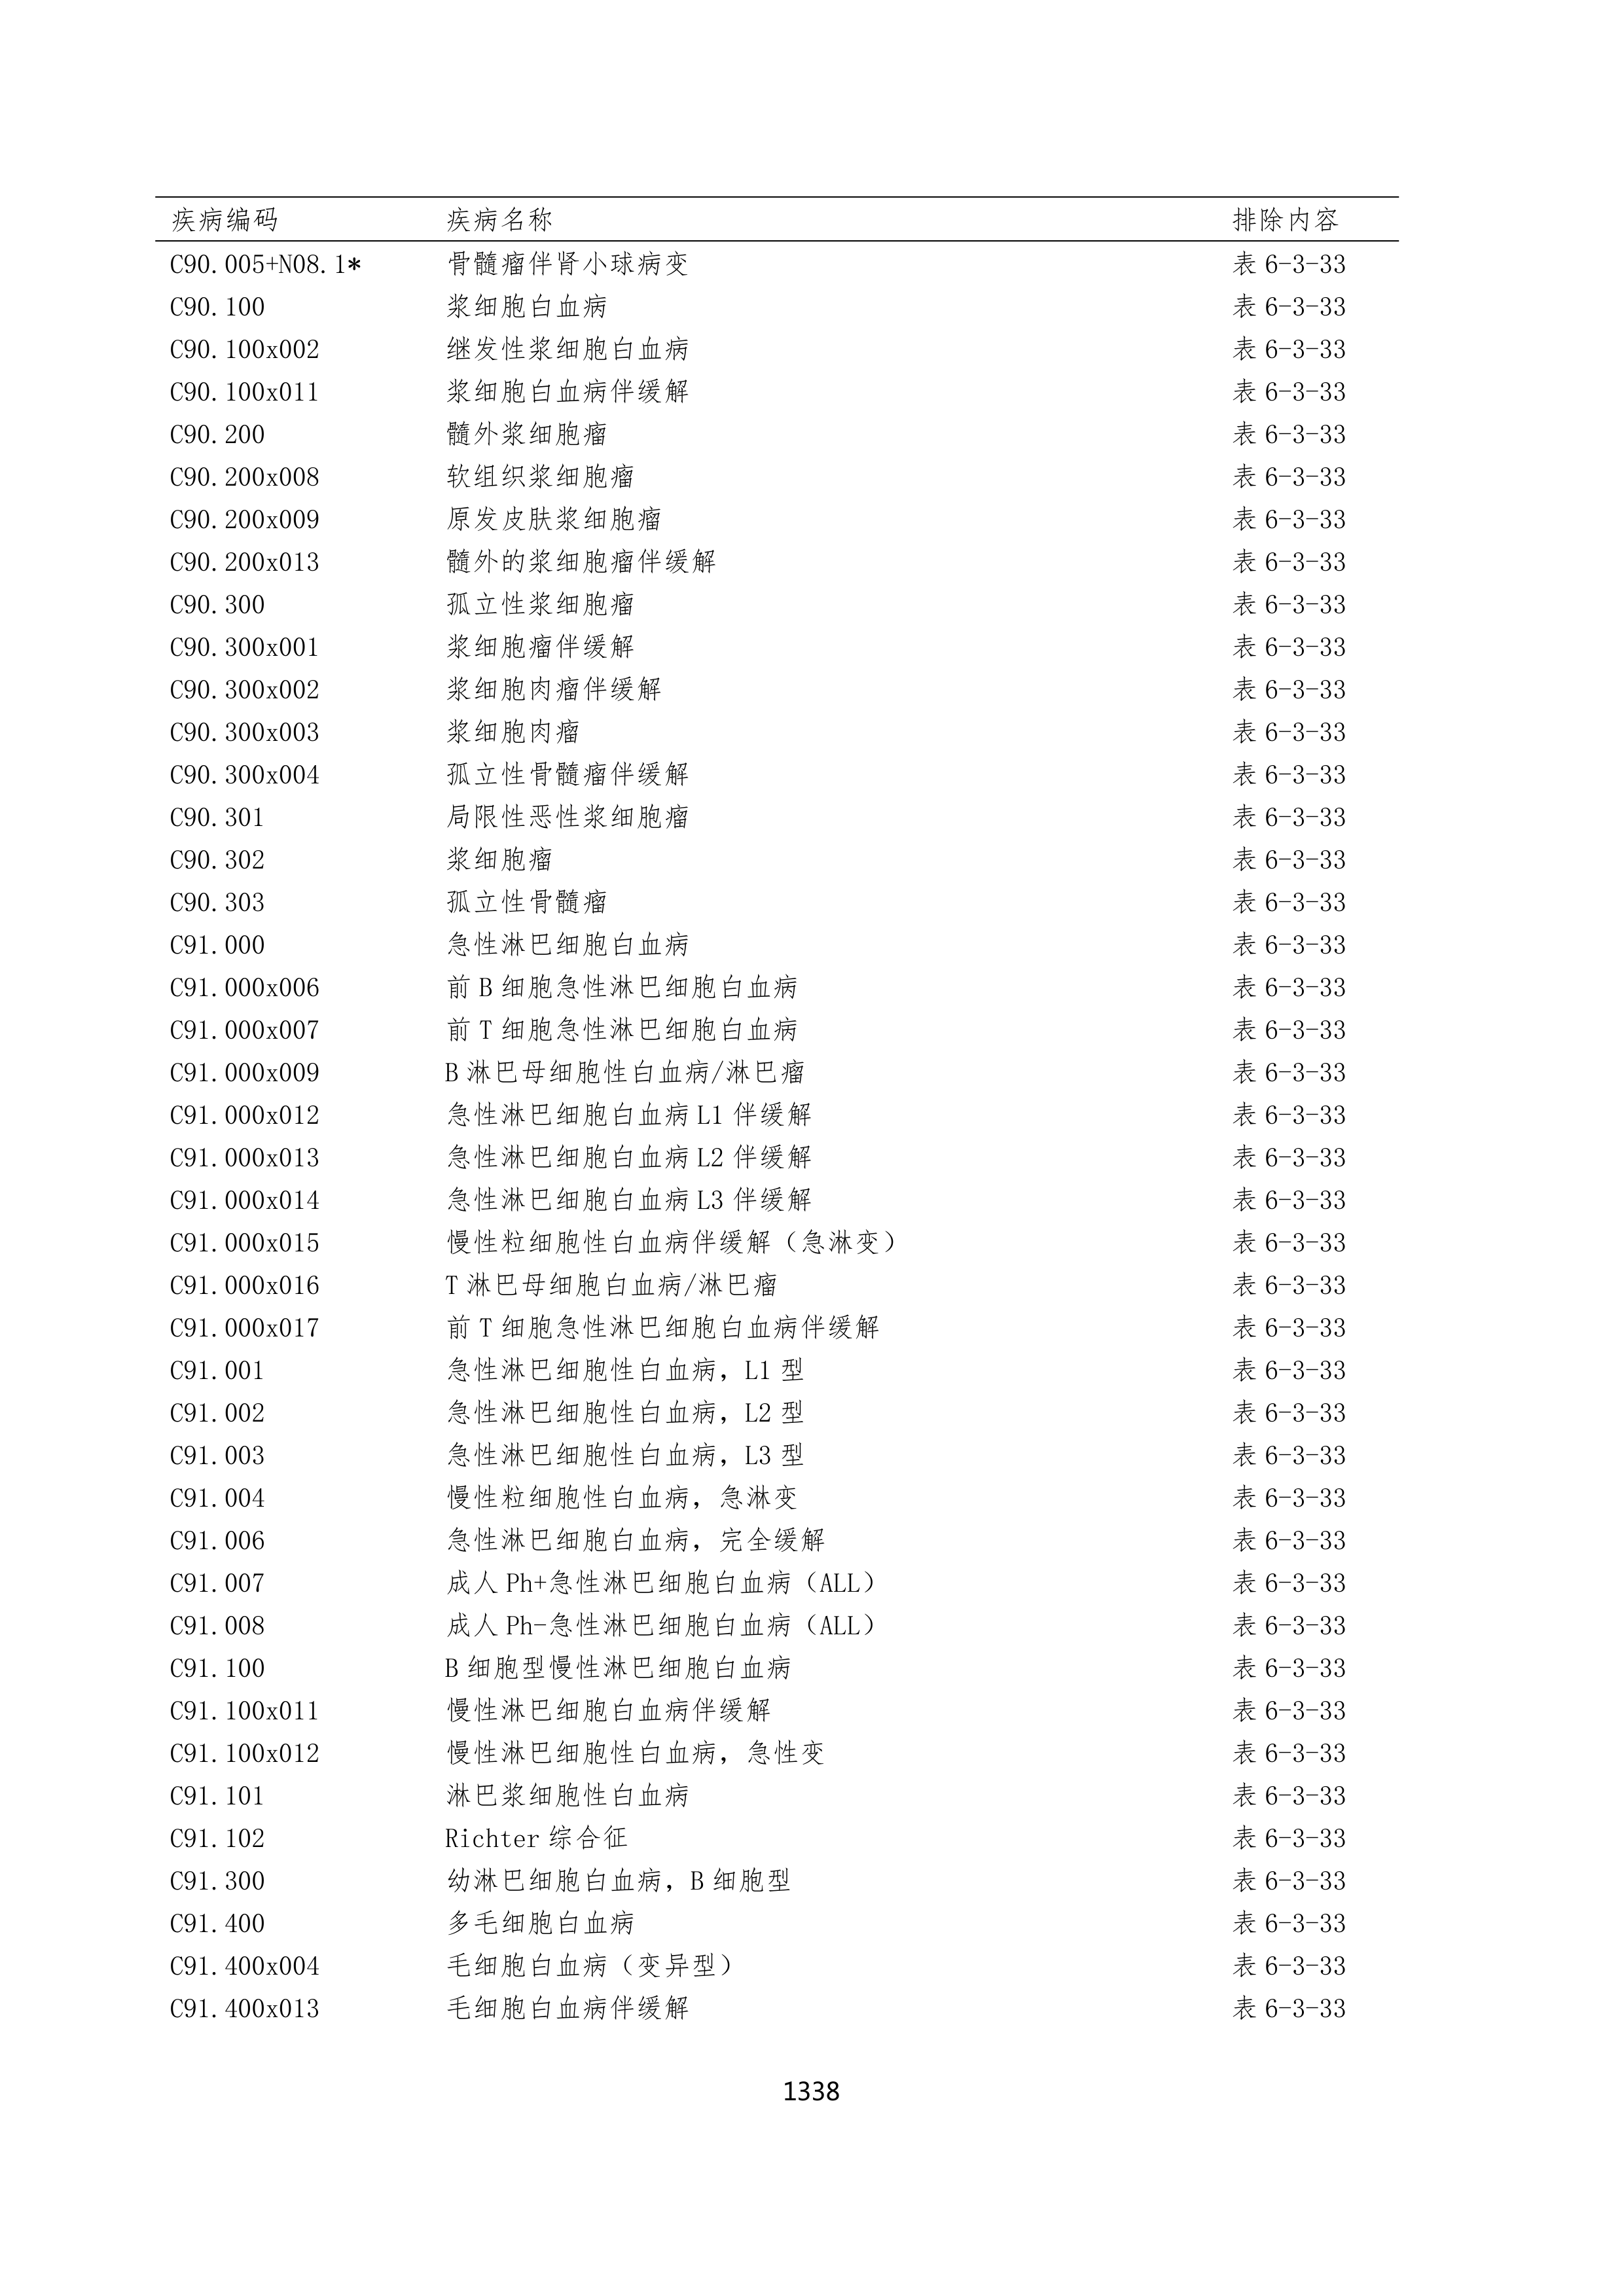 疾病编码 疾病名称 排除内容
C90.005+N08.1* 骨髓瘤伴肾小球病变 表 6-3-33
C90.100 浆细胞白血病 表 6-3-33
C90.100x002 继发性浆细胞白血病 表 6-3-33
C90.100x011 浆细胞白血病伴缓解 表 6-3-33
C90.200 髓外浆细胞瘤 表 6-3-33
C90.200x008 软组织浆细胞瘤 表 6-3-33
C90.200x009 原发皮肤浆细胞瘤 表 6-3-33
C90.200x013 髓外的浆细胞瘤伴缓解 表 6-3-33
C90.300 孤立性浆细胞瘤 表 6-3-33
C90.300x001 浆细胞瘤伴缓解 表 6-3-33
C90.300x002 浆细胞肉瘤伴缓解 表 6-3-33
C90.300x003 浆细胞肉瘤 表 6-3-33
C90.300x004 孤立性骨髓瘤伴缓解 表 6-3-33
C90.301 局限性恶性浆细胞瘤 表 6-3-33
C90.302 浆细胞瘤 表 6-3-33
C90.303 孤立性骨髓瘤 表 6-3-33
C91.000 急性淋巴细胞白血病 表 6-3-33
C91.000x006 前 B 细胞急性淋巴细胞白血病 表 6-3-33
C91.000x007 前 T 细胞急性淋巴细胞白血病 表 6-3-33
C91.000x009 B 淋巴母细胞性白血病/淋巴瘤 表 6-3-33
C91.000x012 急性淋巴细胞白血病 L1 伴缓解 表 6-3-33
C91.000x013 急性淋巴细胞白血病 L2 伴缓解 表 6-3-33
C91.000x014 急性淋巴细胞白血病 L3 伴缓解 表 6-3-33
C91.000x015 慢性粒细胞性白血病伴缓解（急淋变） 表 6-3-33
C91.000x016 T 淋巴母细胞白血病/淋巴瘤 表 6-3-33
C91.000x017 前 T 细胞急性淋巴细胞白血病伴缓解 表 6-3-33
C91.001 急性淋巴细胞性白血病，L1 型 表 6-3-33
C91.002 急性淋巴细胞性白血病，L2 型 表 6-3-33
C91.003 急性淋巴细胞性白血病，L3 型 表 6-3-33
C91.004 慢性粒细胞性白血病，急淋变 表 6-3-33
C91.006 急性淋巴细胞白血病，完全缓解 表 6-3-33
C91.007 成人 Ph+急性淋巴细胞白血病（ALL） 表 6-3-33
C91.008 成人 Ph-急性淋巴细胞白血病（ALL） 表 6-3-33
C91.100 B 细胞型慢性淋巴细胞白血病 表 6-3-33
C91.100x011 慢性淋巴细胞白血病伴缓解 表 6-3-33
C91.100x012 慢性淋巴细胞性白血病，急性变 表 6-3-33
C91.101 淋巴浆细胞性白血病 表 6-3-33
C91.102 Richter 综合征 表 6-3-33
C91.300 幼淋巴细胞白血病，B 细胞型 表 6-3-33
C91.400 多毛细胞白血病 表 6-3-33
C91.400x004 毛细胞白血病（变异型） 表 6-3-33
C91.400x013 毛细胞白血病伴缓解 表 6-3-33
1338